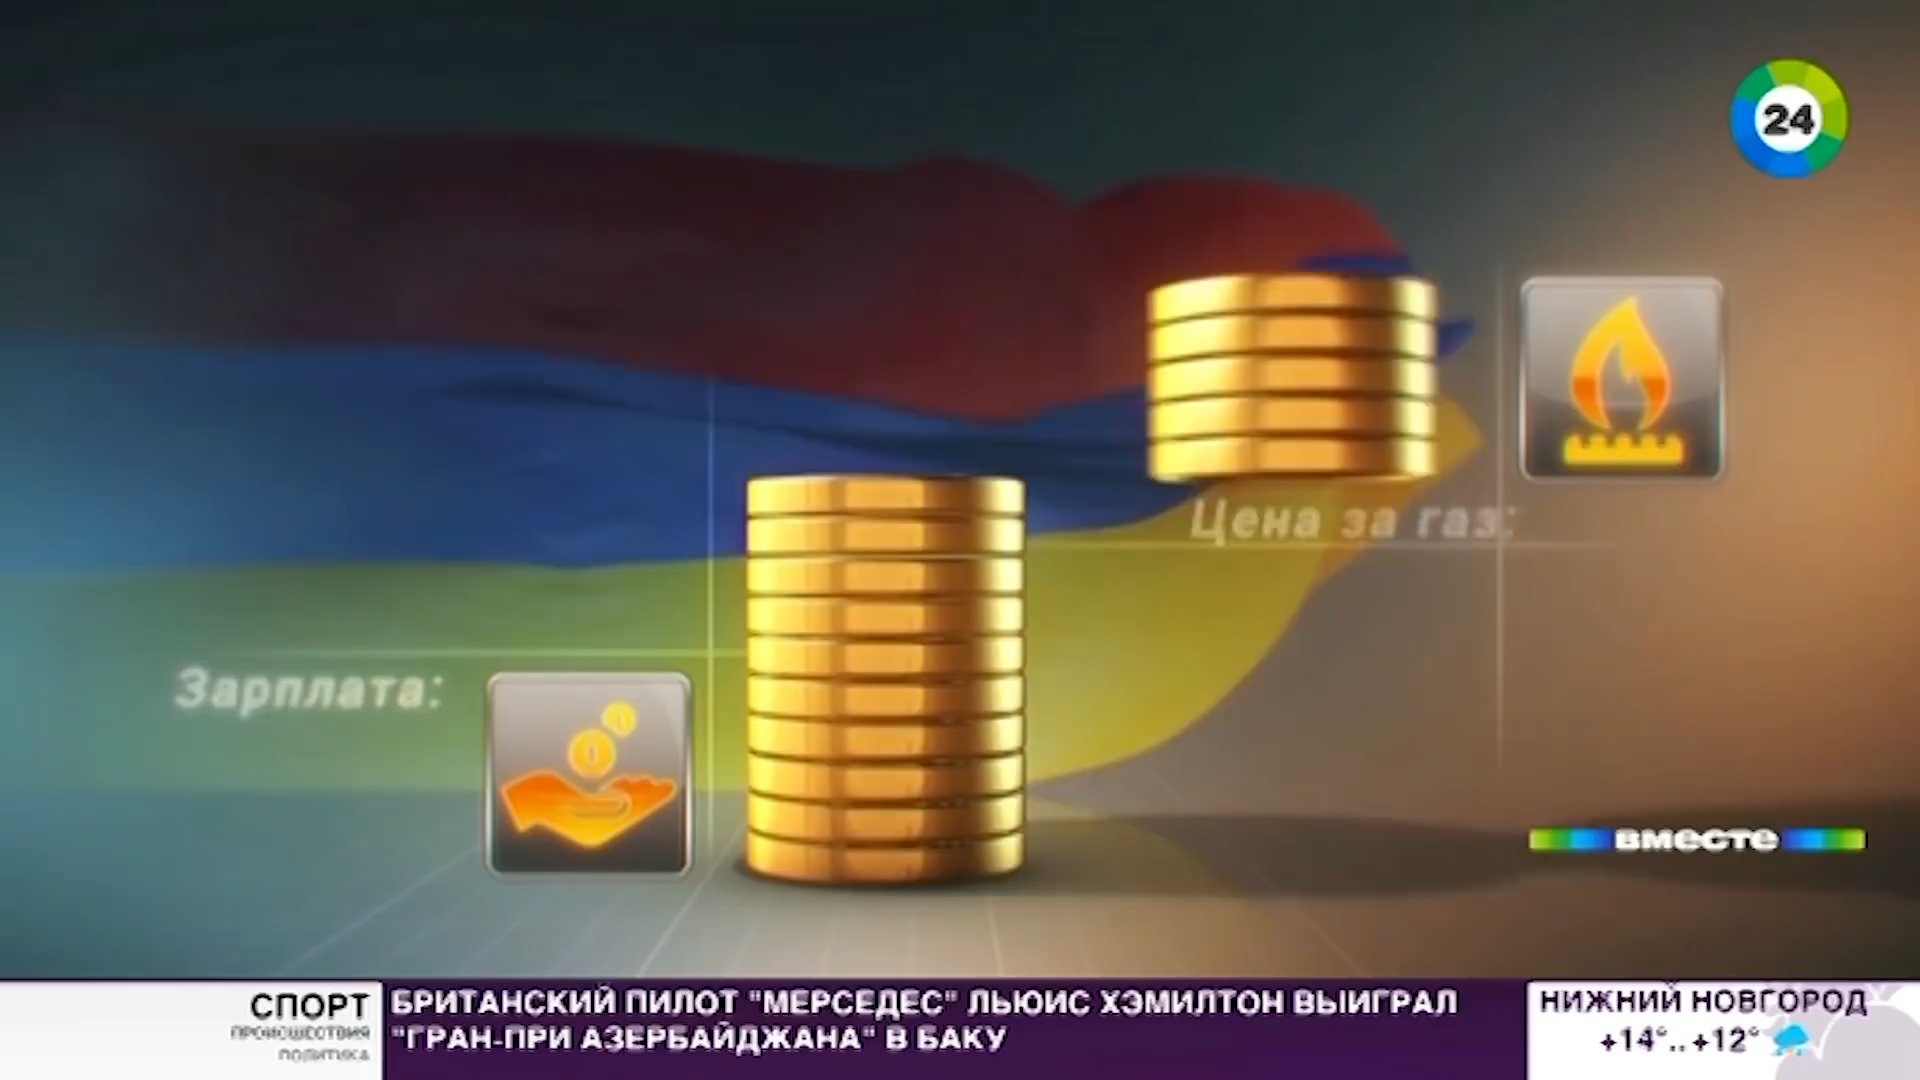 24
Цена за газ:
Зарплата:
вместе
СПОРТ
ПРОИСШЕСТВИЯ
ПОЛИТИКА
БРИТАНСКИЙ ПИЛОТ "МЕРСЕДЕС" ЛЬЮИС ХЭМИЛТОН ВЫИГРАЛ
"ГРАН-ПРИ АЗЕРБАЙДЖАНА" В БАКУ
НИЖНИЙ НОВГОРОД
+14°..+12°